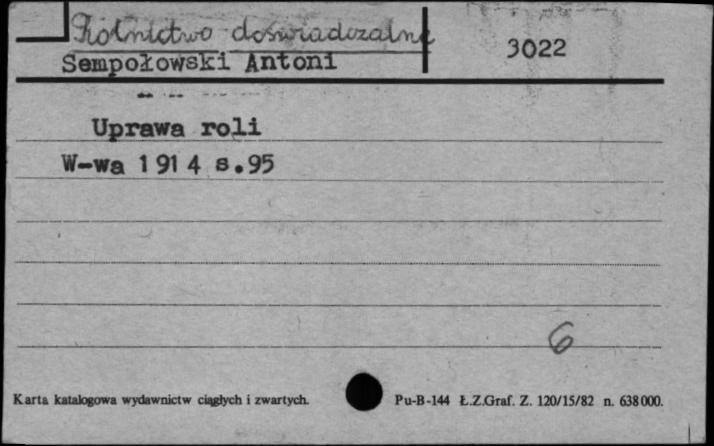 Rolnictwo doświadczalne
Sempołowski Antoni
3022
Uprawa roli
W-wa 1914 s.95
6
Karta katalogowa wydawnictw ciągłych i zwartych.
Pu-B-144 Ł.Z.Graf. Z. 120/15/82 n. 638000.